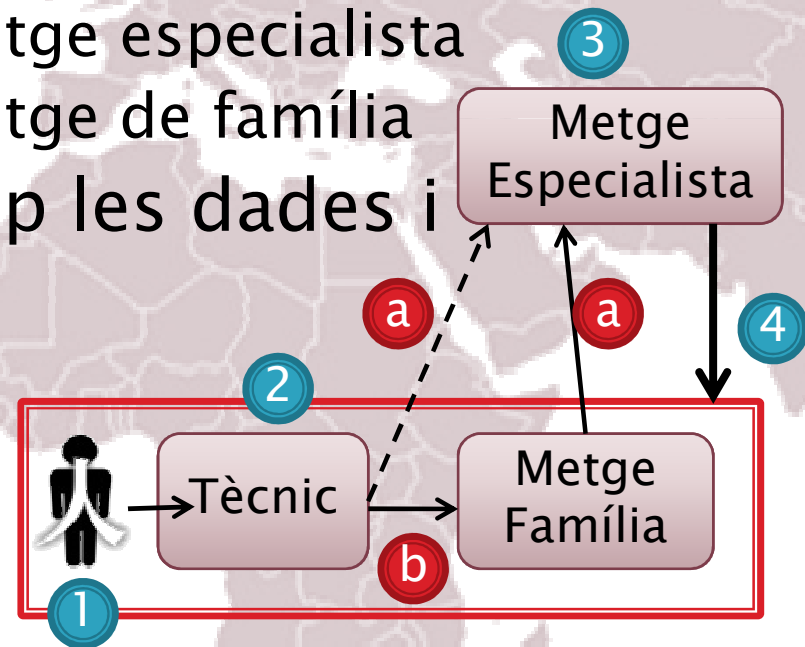 tge especialista
3
tge de família
Metge
Especialista
p les dades i
a
a
4
2
Tècnic
Metge
Família
b
1